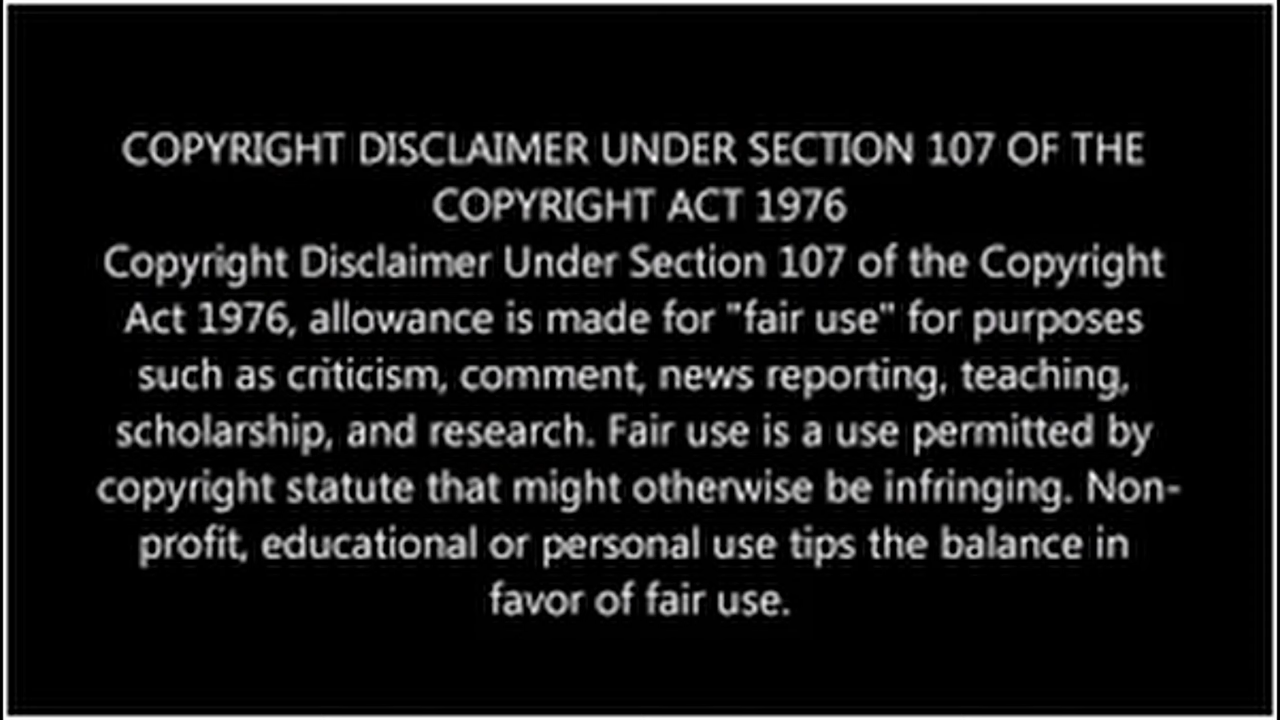 COPYRIGHT DISCLAIMER UNDER SECTION 107 OF THE
COPYRIGHT ACT 1976
Copyright Disclaimer Under Section 107 of the Copyright
Act 1976, allowance is made for "fair use" for purposes
such as criticism, comment, news reporting, teaching,
scholarship, and research. Fair use is a use permitted by
copyright statute that might otherwise be infringing. Non-
profit, educational or personal use tips the balance in
favor of fair use.